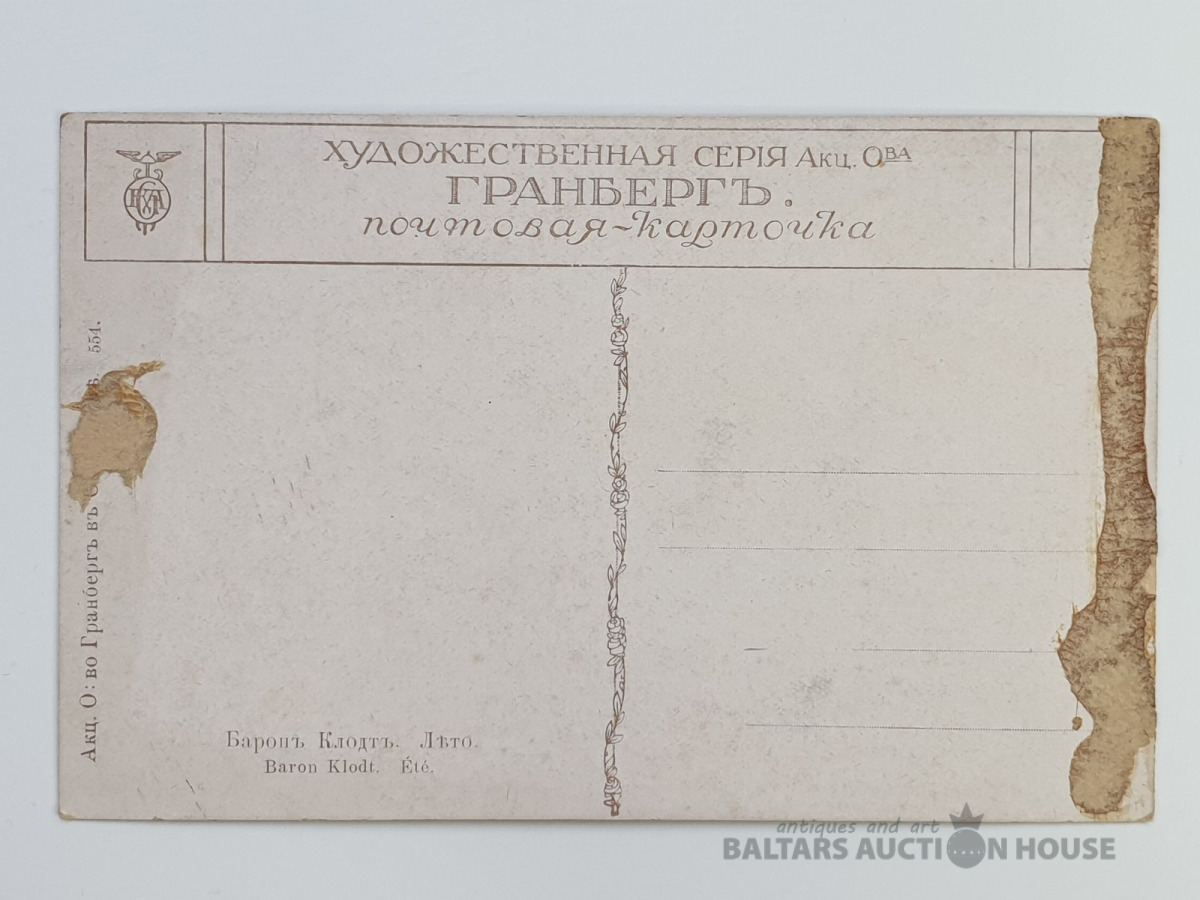 ХУДОЖЕСТВЕННАЯ СЕРІЯ Акц. Ова
ГРАНБЕРГЪ.
почтовая-карточка
Акц. О: во Гранбергъ въ
554.
Баронъ Клодтъ. Лѣто.
Baron Klodt. Été.
antiques and art
BALTARS AUCTION HOUSE